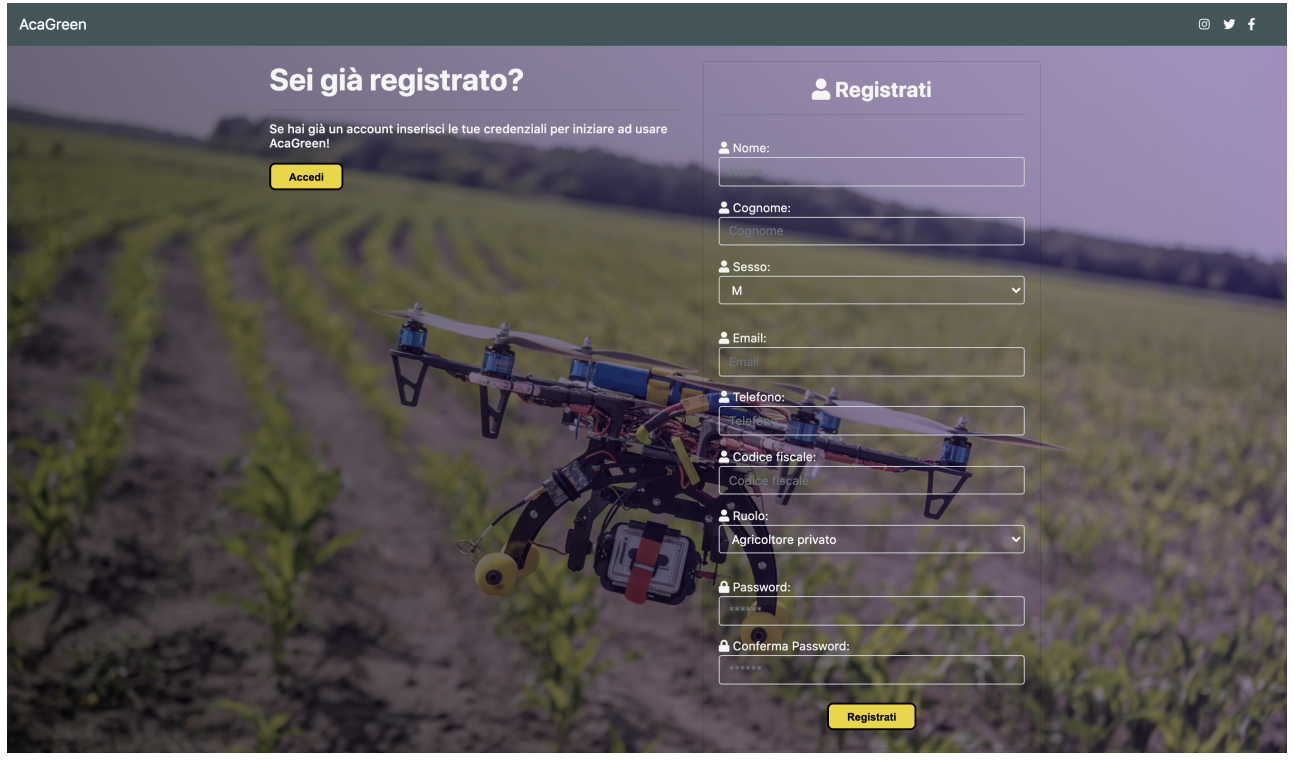 AcaGreen
Sei già registrato?
Se hai già un account inserisci le tue credenziali per iniziare ad usare
AcaGreen!
Accedi
Registrati
Nome:
Nome
Cognome:
Cognome
Sesso:
M
Email:
Email
Telefono:
Telefono
Codice fiscale:
Codice fiscale
Ruolo:
Agricoltore privato
Password:
******
Conferma Password:
******
Registrati